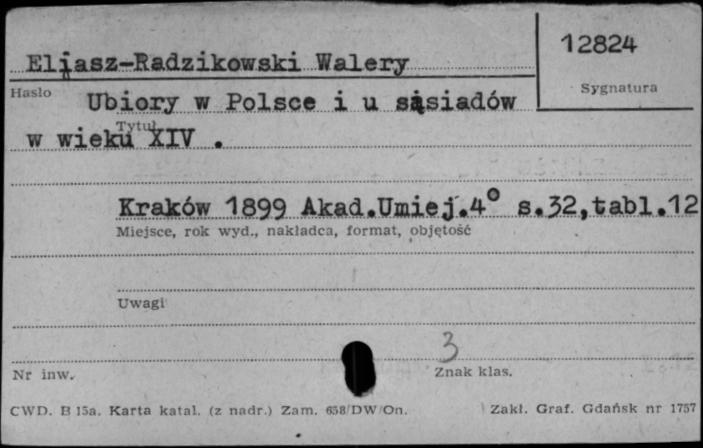 Eljasz-Radzikowski Walery
12824
Hasło
Sygnatura
Ubiory w Polsce i u sąsiadów
Tytuł
w wieku XIV .
Kraków 1899 Akad.Umiej.4° s.32,tabl.12
Miejsce, rok wyd., nakładca, format, objętość
Uwagi
3
Nr inw.
Znak klas.
CWD. B 15a. Karta katal. (z nadr.) Zam. 658/DW/On.
Zakł. Graf. Gdańsk nr 1757